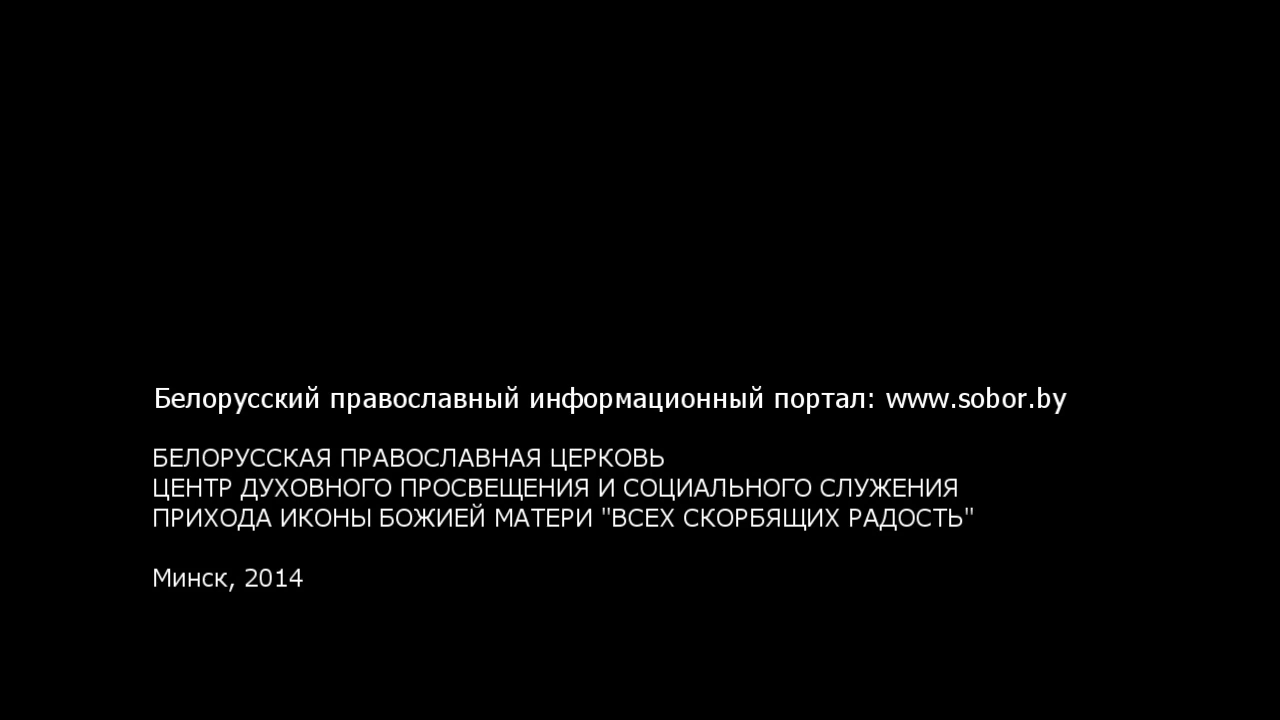 Белорусский православный информационный портал: www.sobor.by
БЕЛОРУССКАЯ ПРАВОСЛАВНАЯ ЦЕРКОВЬ
ЦЕНТР ДУХОВНОГО ПРОСВЕЩЕНИЯ И СОЦИАЛЬНОГО СЛУЖЕНИЯ
ПРИХОДА ИКОНЫ БОЖИЕЙ МАТЕРИ "ВСЕХ СКОРБЯЩИХ РАДОСТЬ"
Минск, 2014